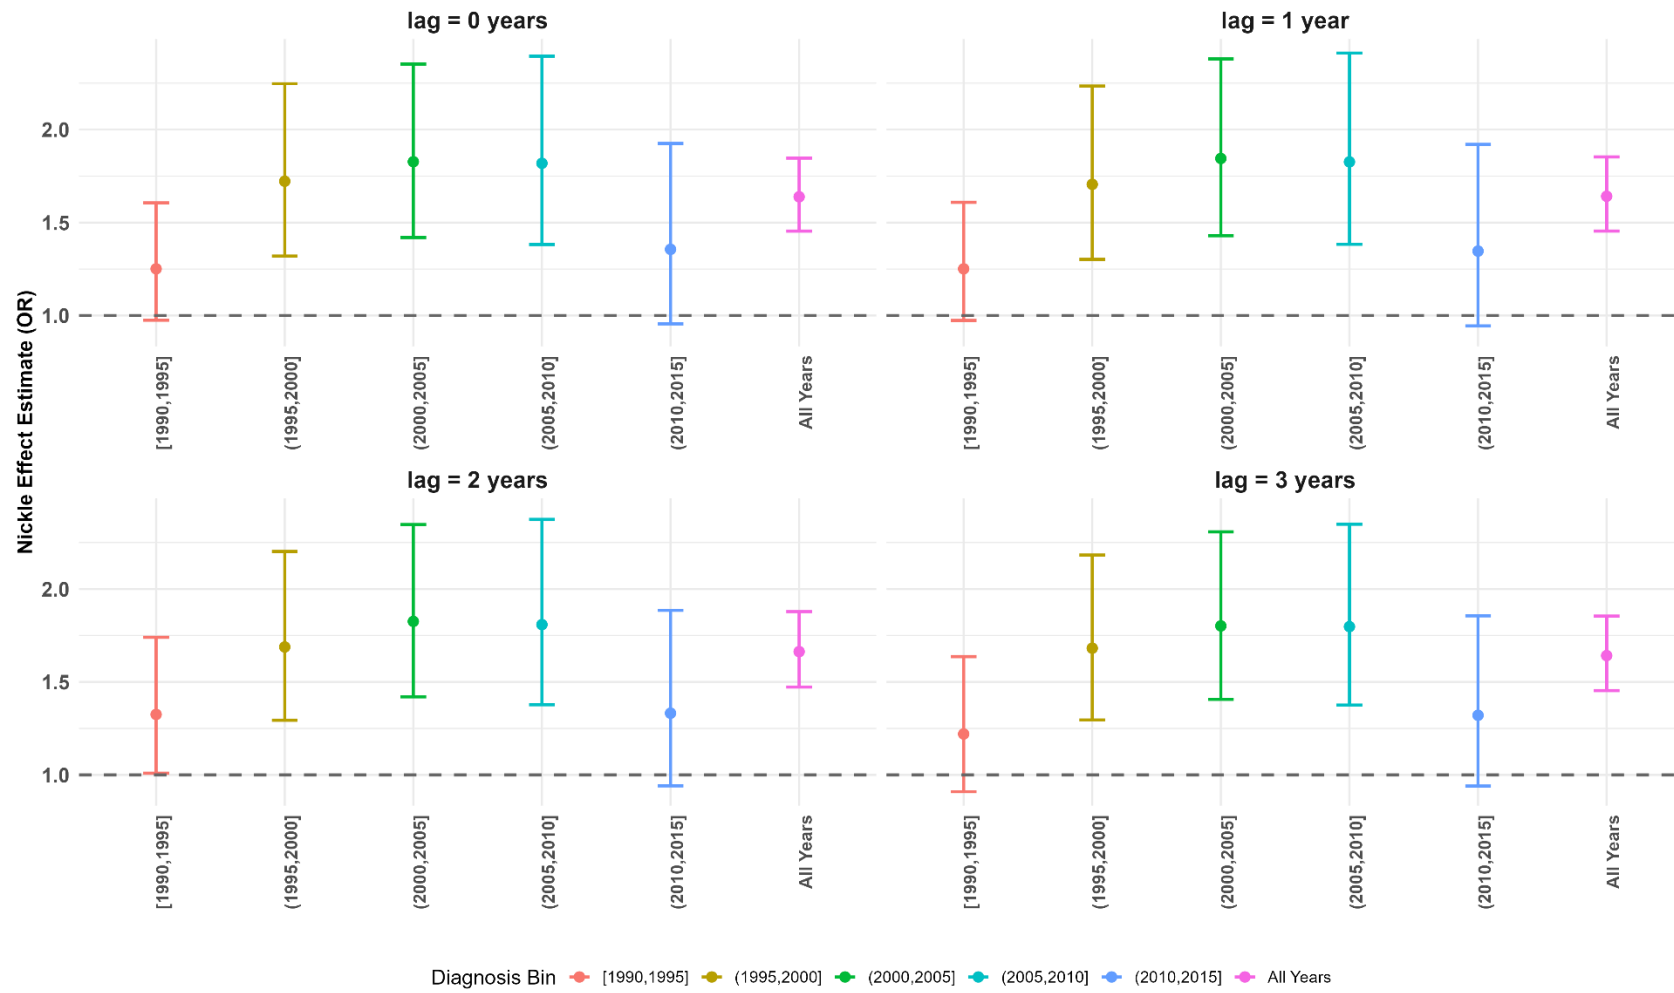 lag = 0 years
lag = 1 year
Nickle Effect Estimate (OR)
2.0
1.5
1.0
[1990,1995]
(1995,2000]
(2000,2005]
(2005,2010]
(2010,2015]
All Years
[1990,1995]
(1995,2000]
(2000,2005]
(2005,2010]
(2010,2015]
All Years
lag = 2 years
lag = 3 years
2.0
1.5
1.0
[1990,1995]
(1995,2000]
(2000,2005]
(2005,2010]
(2010,2015]
All Years
[1990,1995]
(1995,2000]
(2000,2005]
(2005,2010]
(2010,2015]
All Years
Diagnosis Bin [1990,1995] (1995,2000] (2000,2005] (2005,2010] (2010,2015] All Years